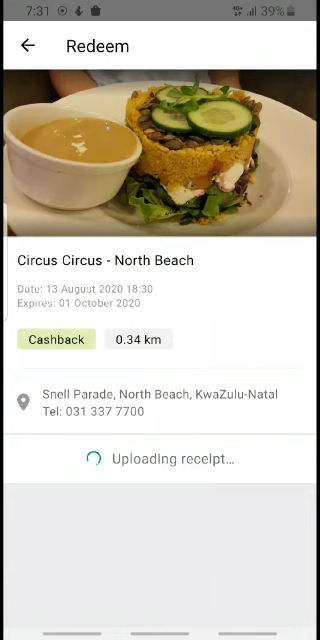 7:31
39%
Redeem
Circus Circus - North Beach
Date: 13 August 2020 18:30
Expires: 01 October 2020
Cashback
0.34 km
Snell Parade, North Beach, KwaZulu-Natal
Tel: 031 337 7700
Uploading receipt...